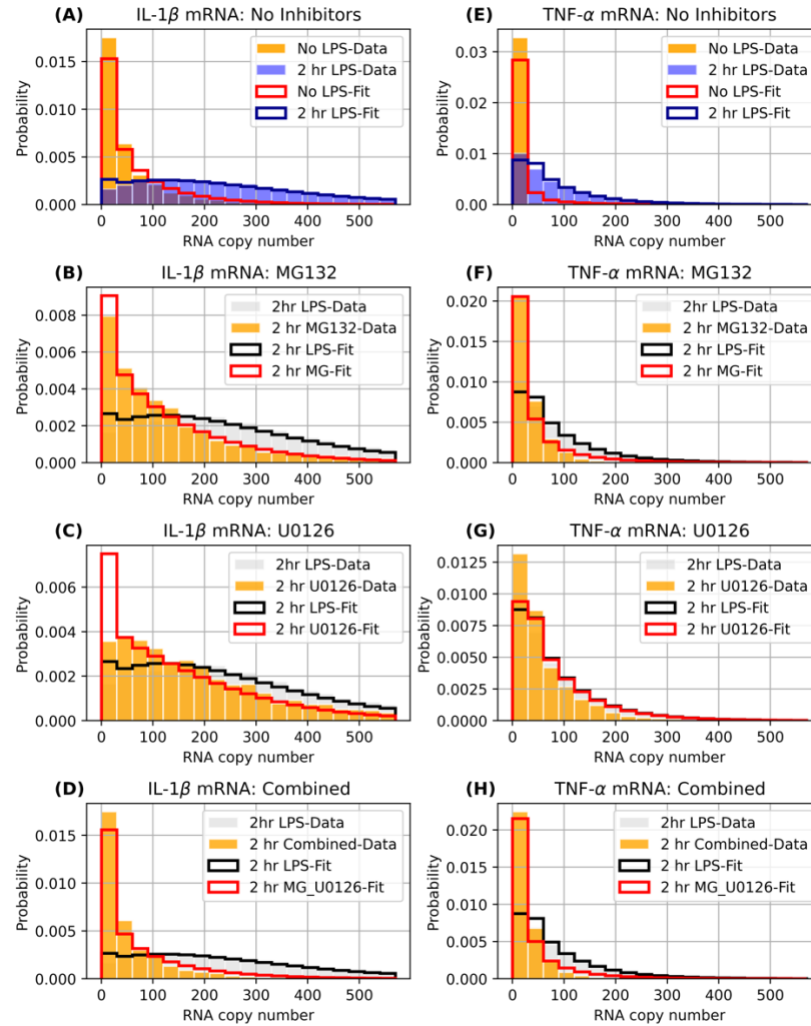 (A) IL-1β mRNA: No Inhibitors
No LPS-Data
2 hr LPS-Data
No LPS-Fit
2 hr LPS-Fit
Probability
0.015
0.010
0.005
0.000
0 100 200 300 400 500
RNA copy number
(E) TNF-α mRNA: No Inhibitors
No LPS-Data
2 hr LPS-Data
No LPS-Fit
2 hr LPS-Fit
Probability
0.03
0.02
0.01
0.00
0 100 200 300 400 500
RNA copy number
(B) IL-1β mRNA: MG132
2hr LPS-Data
2 hr MG132-Data
2 hr LPS-Fit
2 hr MG-Fit
Probability
0.008
0.006
0.004
0.002
0.000
0 100 200 300 400 500
RNA copy number
(F) TNF-α mRNA: MG132
2hr LPS-Data
2 hr MG132-Data
2 hr LPS-Fit
2 hr MG-Fit
Probability
0.020
0.015
0.010
0.005
0.000
0 100 200 300 400 500
RNA copy number
(C) IL-1β mRNA: U0126
2hr LPS-Data
2 hr U0126-Data
2 hr LPS-Fit
2 hr U0126-Fit
Probability
0.006
0.004
0.002
0.000
0 100 200 300 400 500
RNA copy number
(G) TNF-α mRNA: U0126
2hr LPS-Data
2 hr U0126-Data
2 hr LPS-Fit
2 hr U0126-Fit
Probability
0.0125
0.0100
0.0075
0.0050
0.0025
0.0000
0 100 200 300 400 500
RNA copy number
(D) IL-1β mRNA: Combined
2hr LPS-Data
2 hr Combined-Data
2 hr LPS-Fit
2 hr MG_U0126-Fit
Probability
0.015
0.010
0.005
0.000
0 100 200 300 400 500
RNA copy number
(H) TNF-α mRNA: Combined
2hr LPS-Data
2 hr Combined-Data
2 hr LPS-Fit
2 hr MG_U0126-Fit
Probability
0.020
0.015
0.010
0.005
0.000
0 100 200 300 400 500
RNA copy number